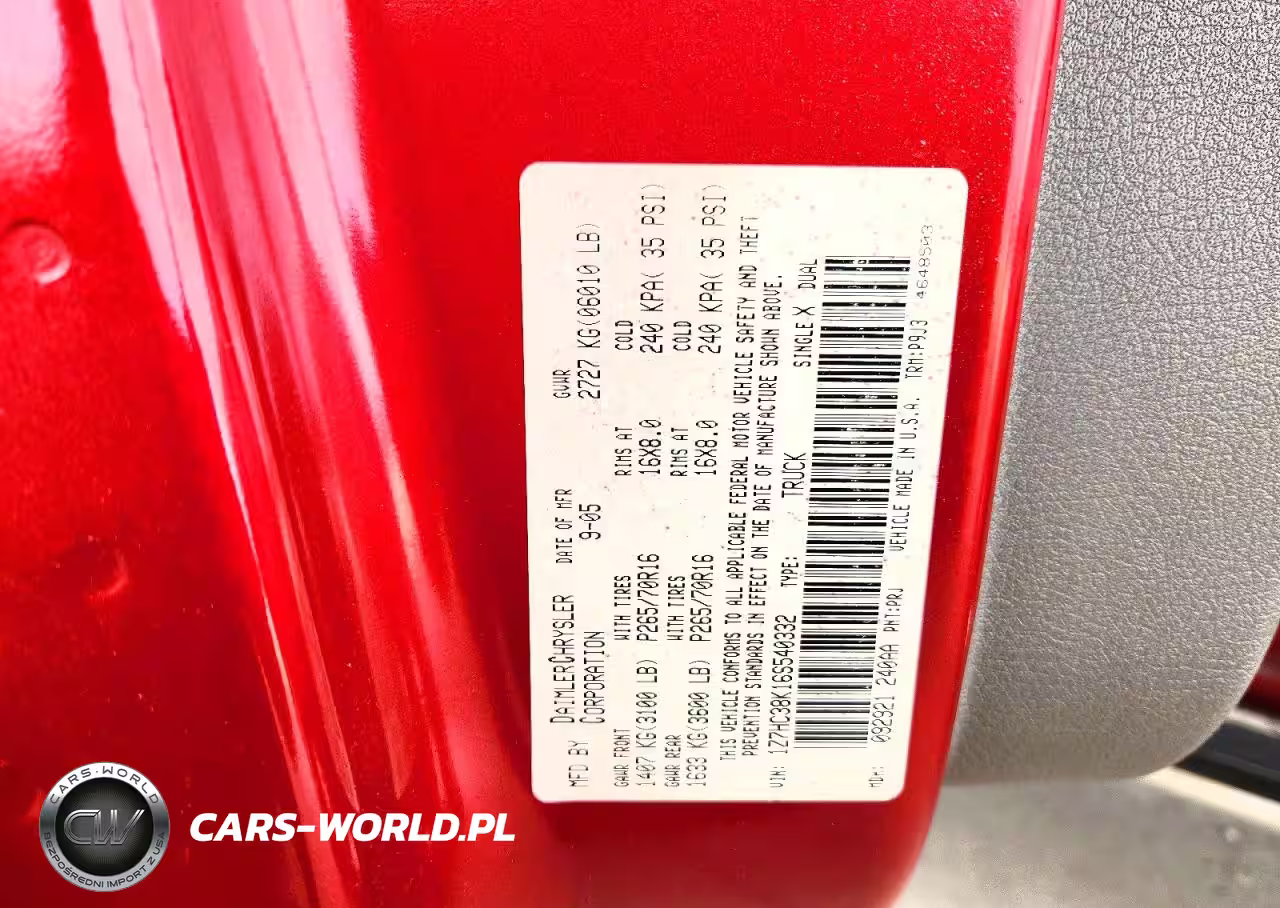 MFD BY DAIMLERCHRYSLER CORPORATION DATE OF MFR 9-05 GVWR 2727 KG(06010 LB)
GAWR FRONT WITH TIRES RIMS AT COLD
1407 KG(3100 LB) P265/70R16 16X8.0 240 KPA( 35 PSI)
GAWR REAR WITH TIRES RIMS AT COLD
1633 KG(3600 LB) P265/70R16 16X8.0 240 KPA( 35 PSI)
THIS VEHICLE CONFORMS TO ALL APPLICABLE FEDERAL MOTOR VEHICLE SAFETY AND THEFT
PREVENTION STANDARDS IN EFFECT ON THE DATE OF MANUFACTURE SHOWN ABOVE.
VIN: 1Z7HC38K16S540332 TYPE: TRUCK SINGLE X DUAL
MDH: 092921 240AA PNT:PRJ VEHICLE MADE IN U.S.A. TRM:P9J3 4648503
CARS-WORLD
CW
BEZPOŚREDNI IMPORT Z USA
CARS-WORLD.PL